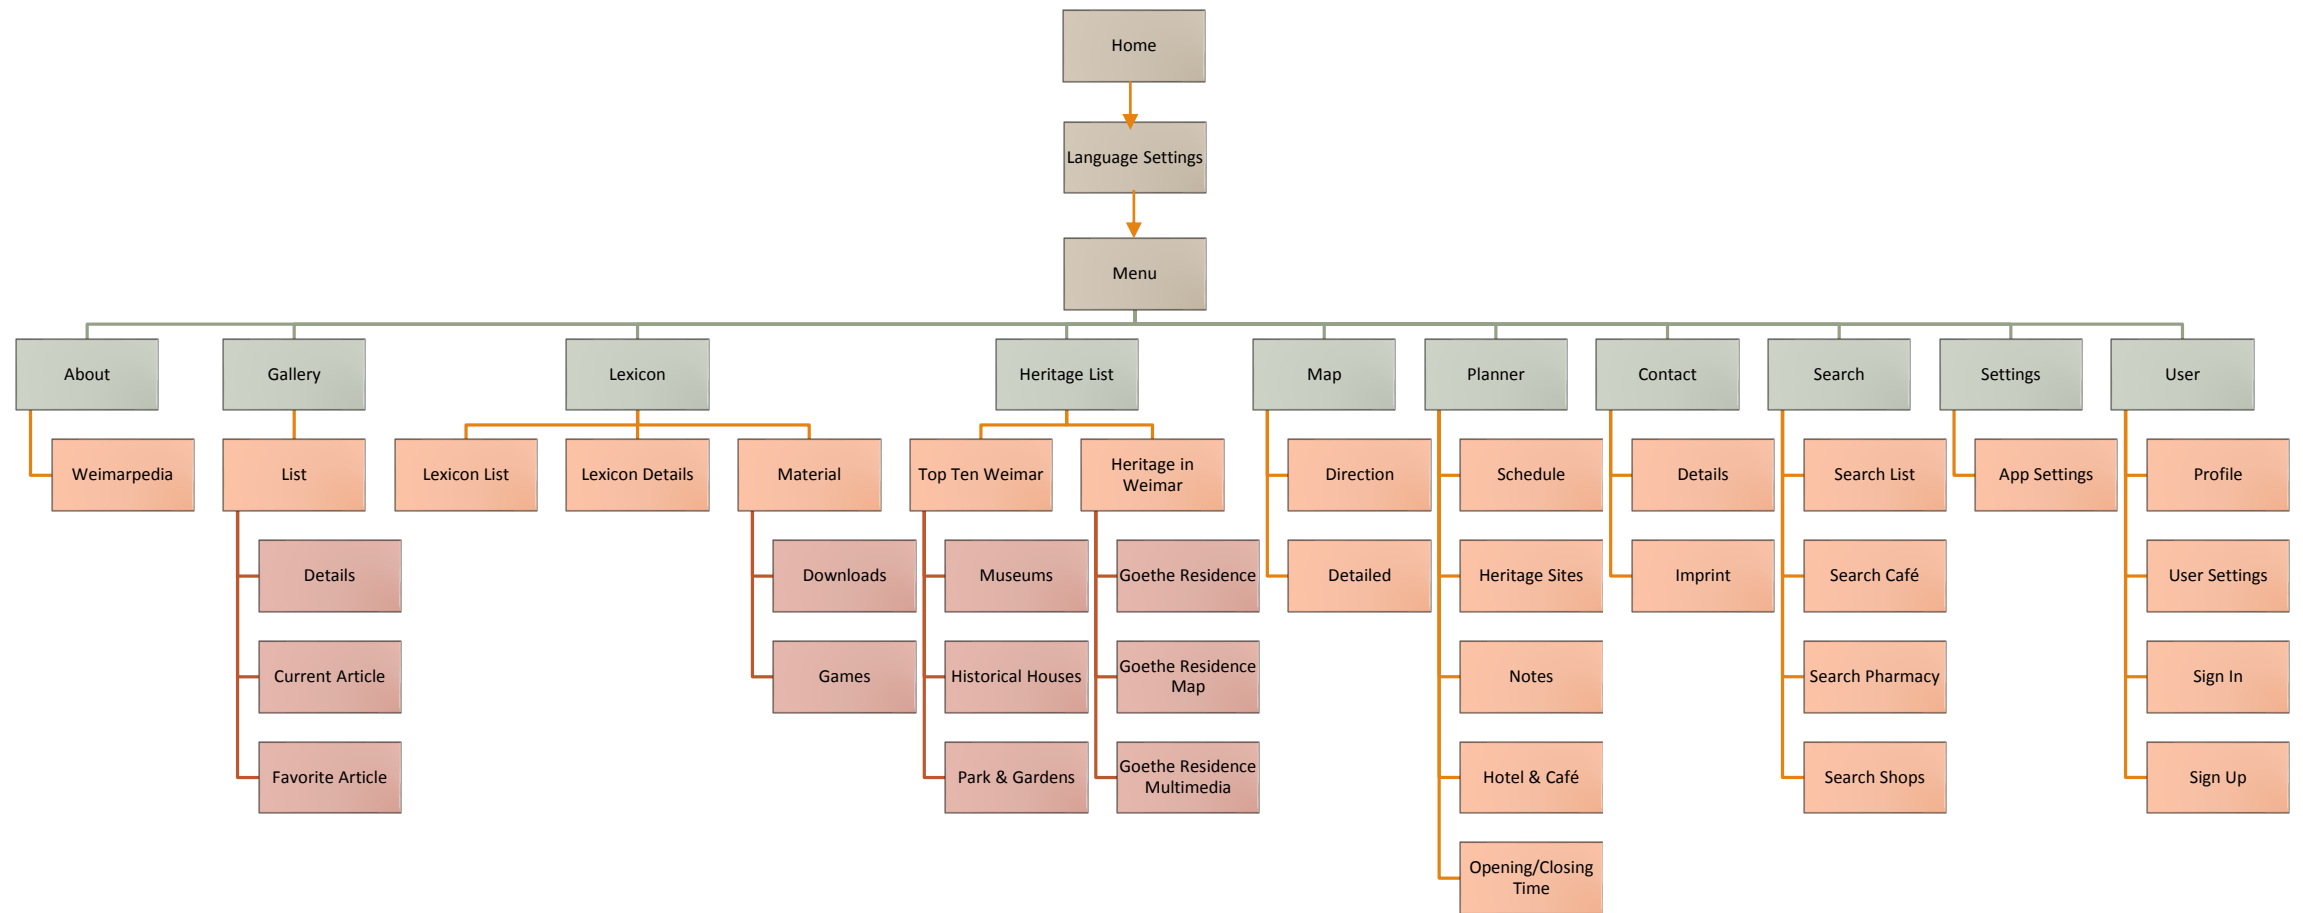 Home
Language Settings
Menu
About
Gallery
Lexicon
Heritage List
Map
Planner
Contact
Search
Settings
User
Weimarpedia
List
Lexicon List
Lexicon Details
Material
Top Ten Weimar
Heritage in
Weimar
Direction
Schedule
Details
Search List
App Settings
Profile
Details
Downloads
Museums
Goethe Residence
Detailed
Heritage Sites
Imprint
Search Café
User Settings
Current Article
Games
Historical Houses
Goethe Residence
Map
Notes
Search Pharmacy
Sign In
Favorite Article
Park & Gardens
Goethe Residence
Multimedia
Hotel & Café
Search Shops
Sign Up
Opening/Closing
Time